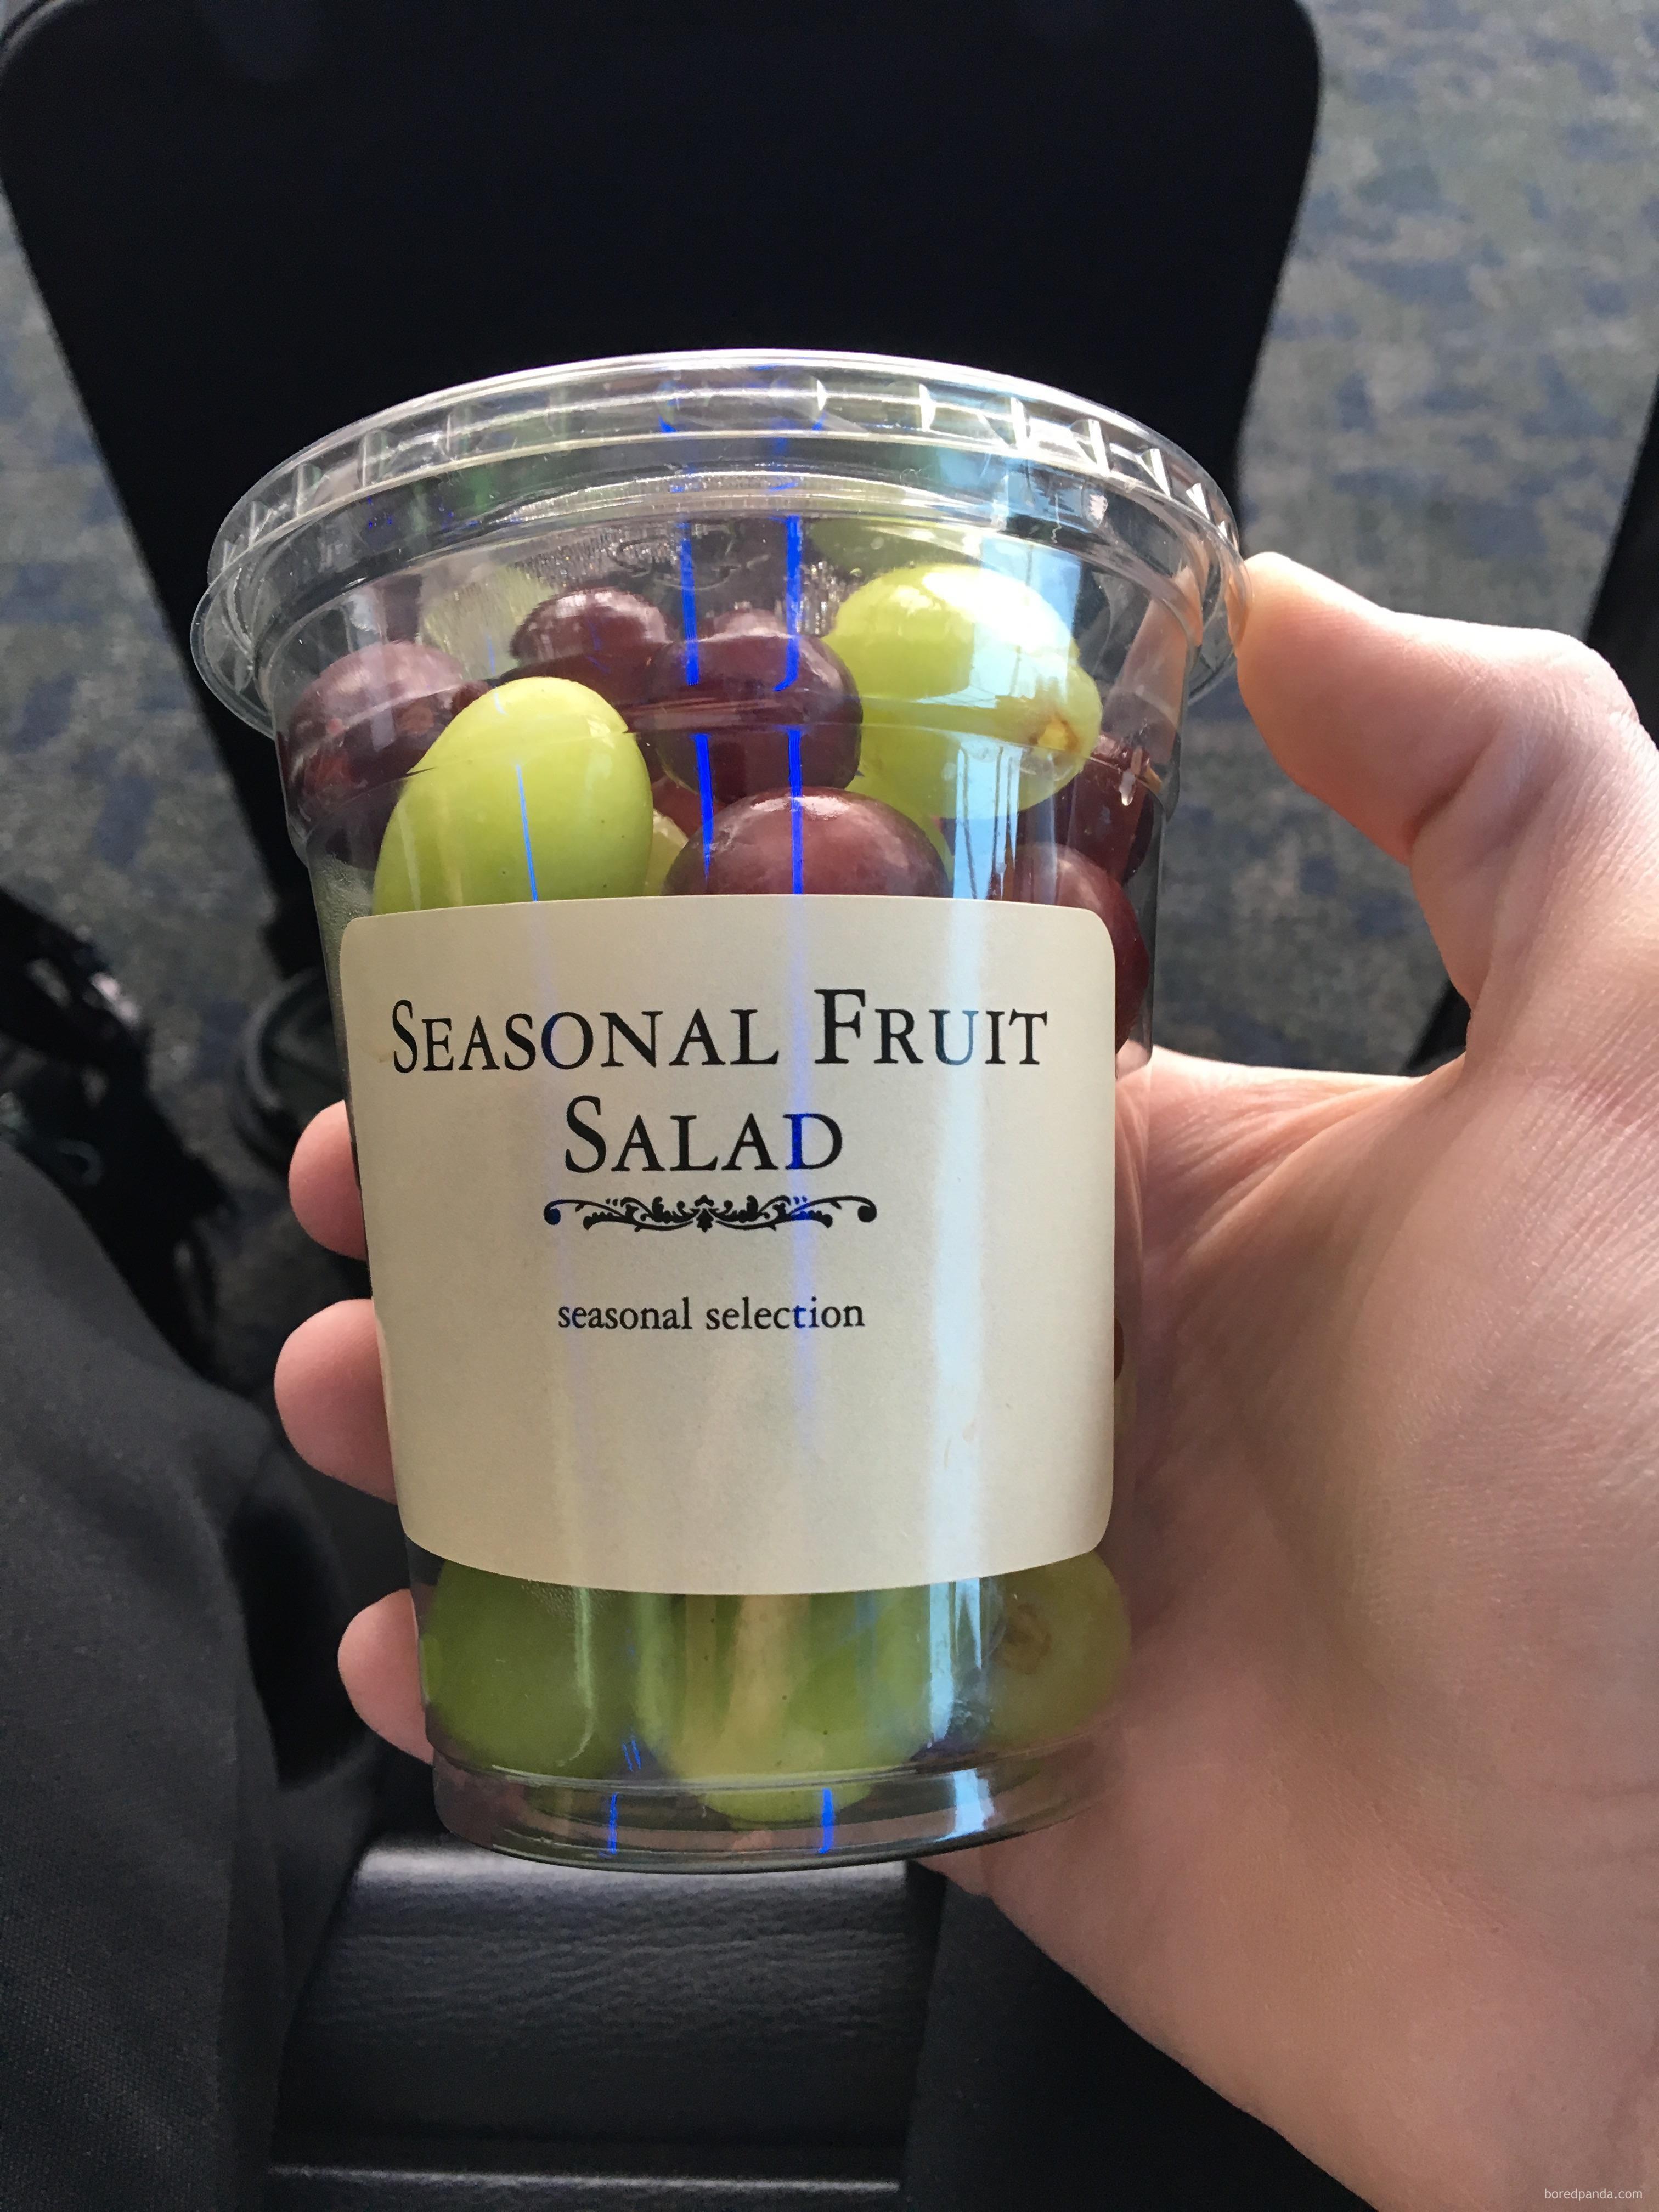 SEASONAL FRUIT
SALAD
seasonal selection
boredpanda.com